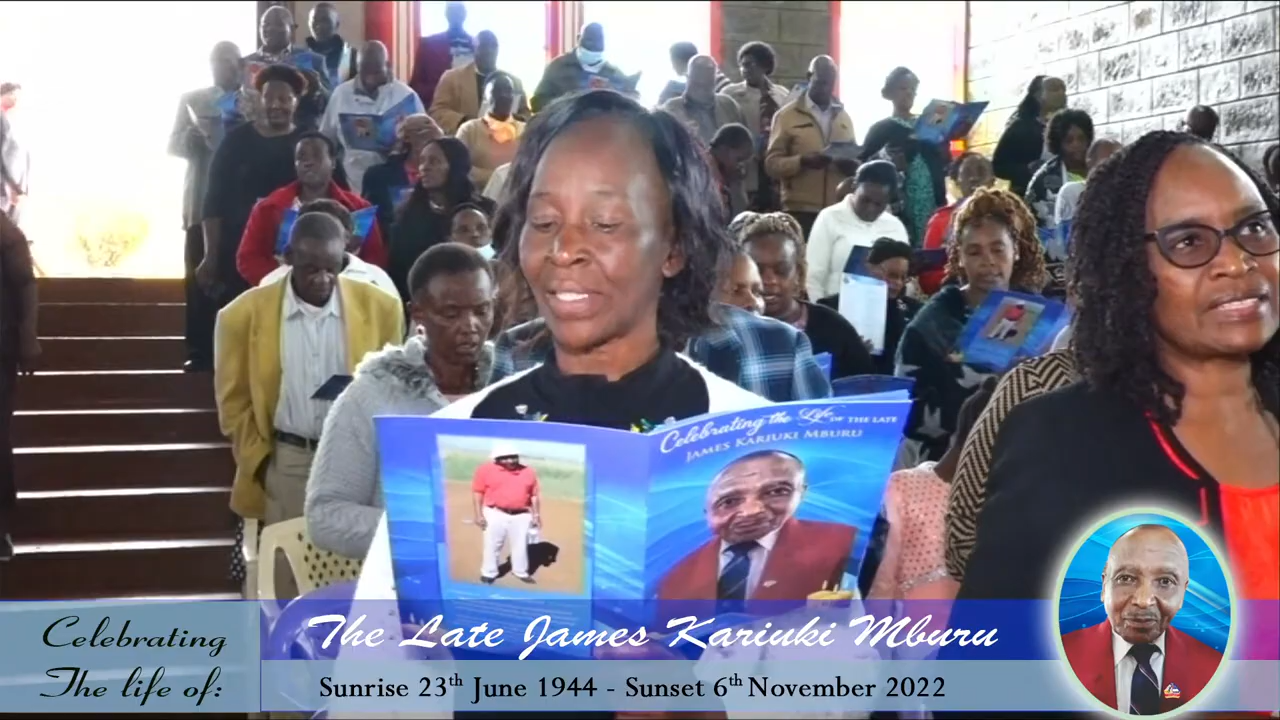 Celebrating the Life OF THE LATE
JAMES KARIUKI MBURU
Celebrating
The life of:
The Late James Kariuki Mburu
Sunrise 23th June 1944 - Sunset 6th November 2022